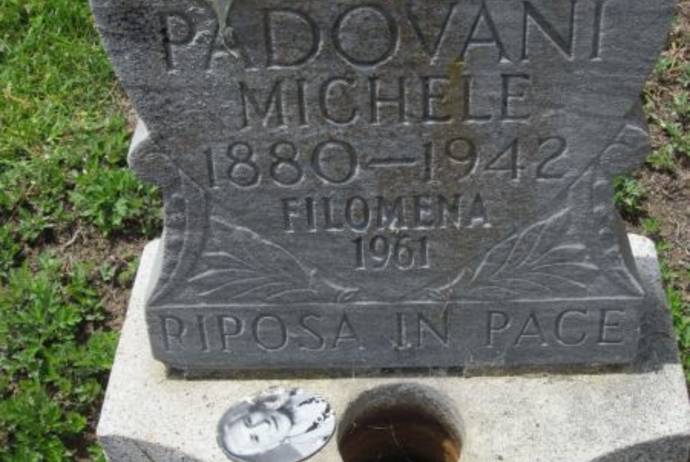 PADOVANI
MICHELE
1880—1942
FILOMENA
1961
RIPOSA IN PACE